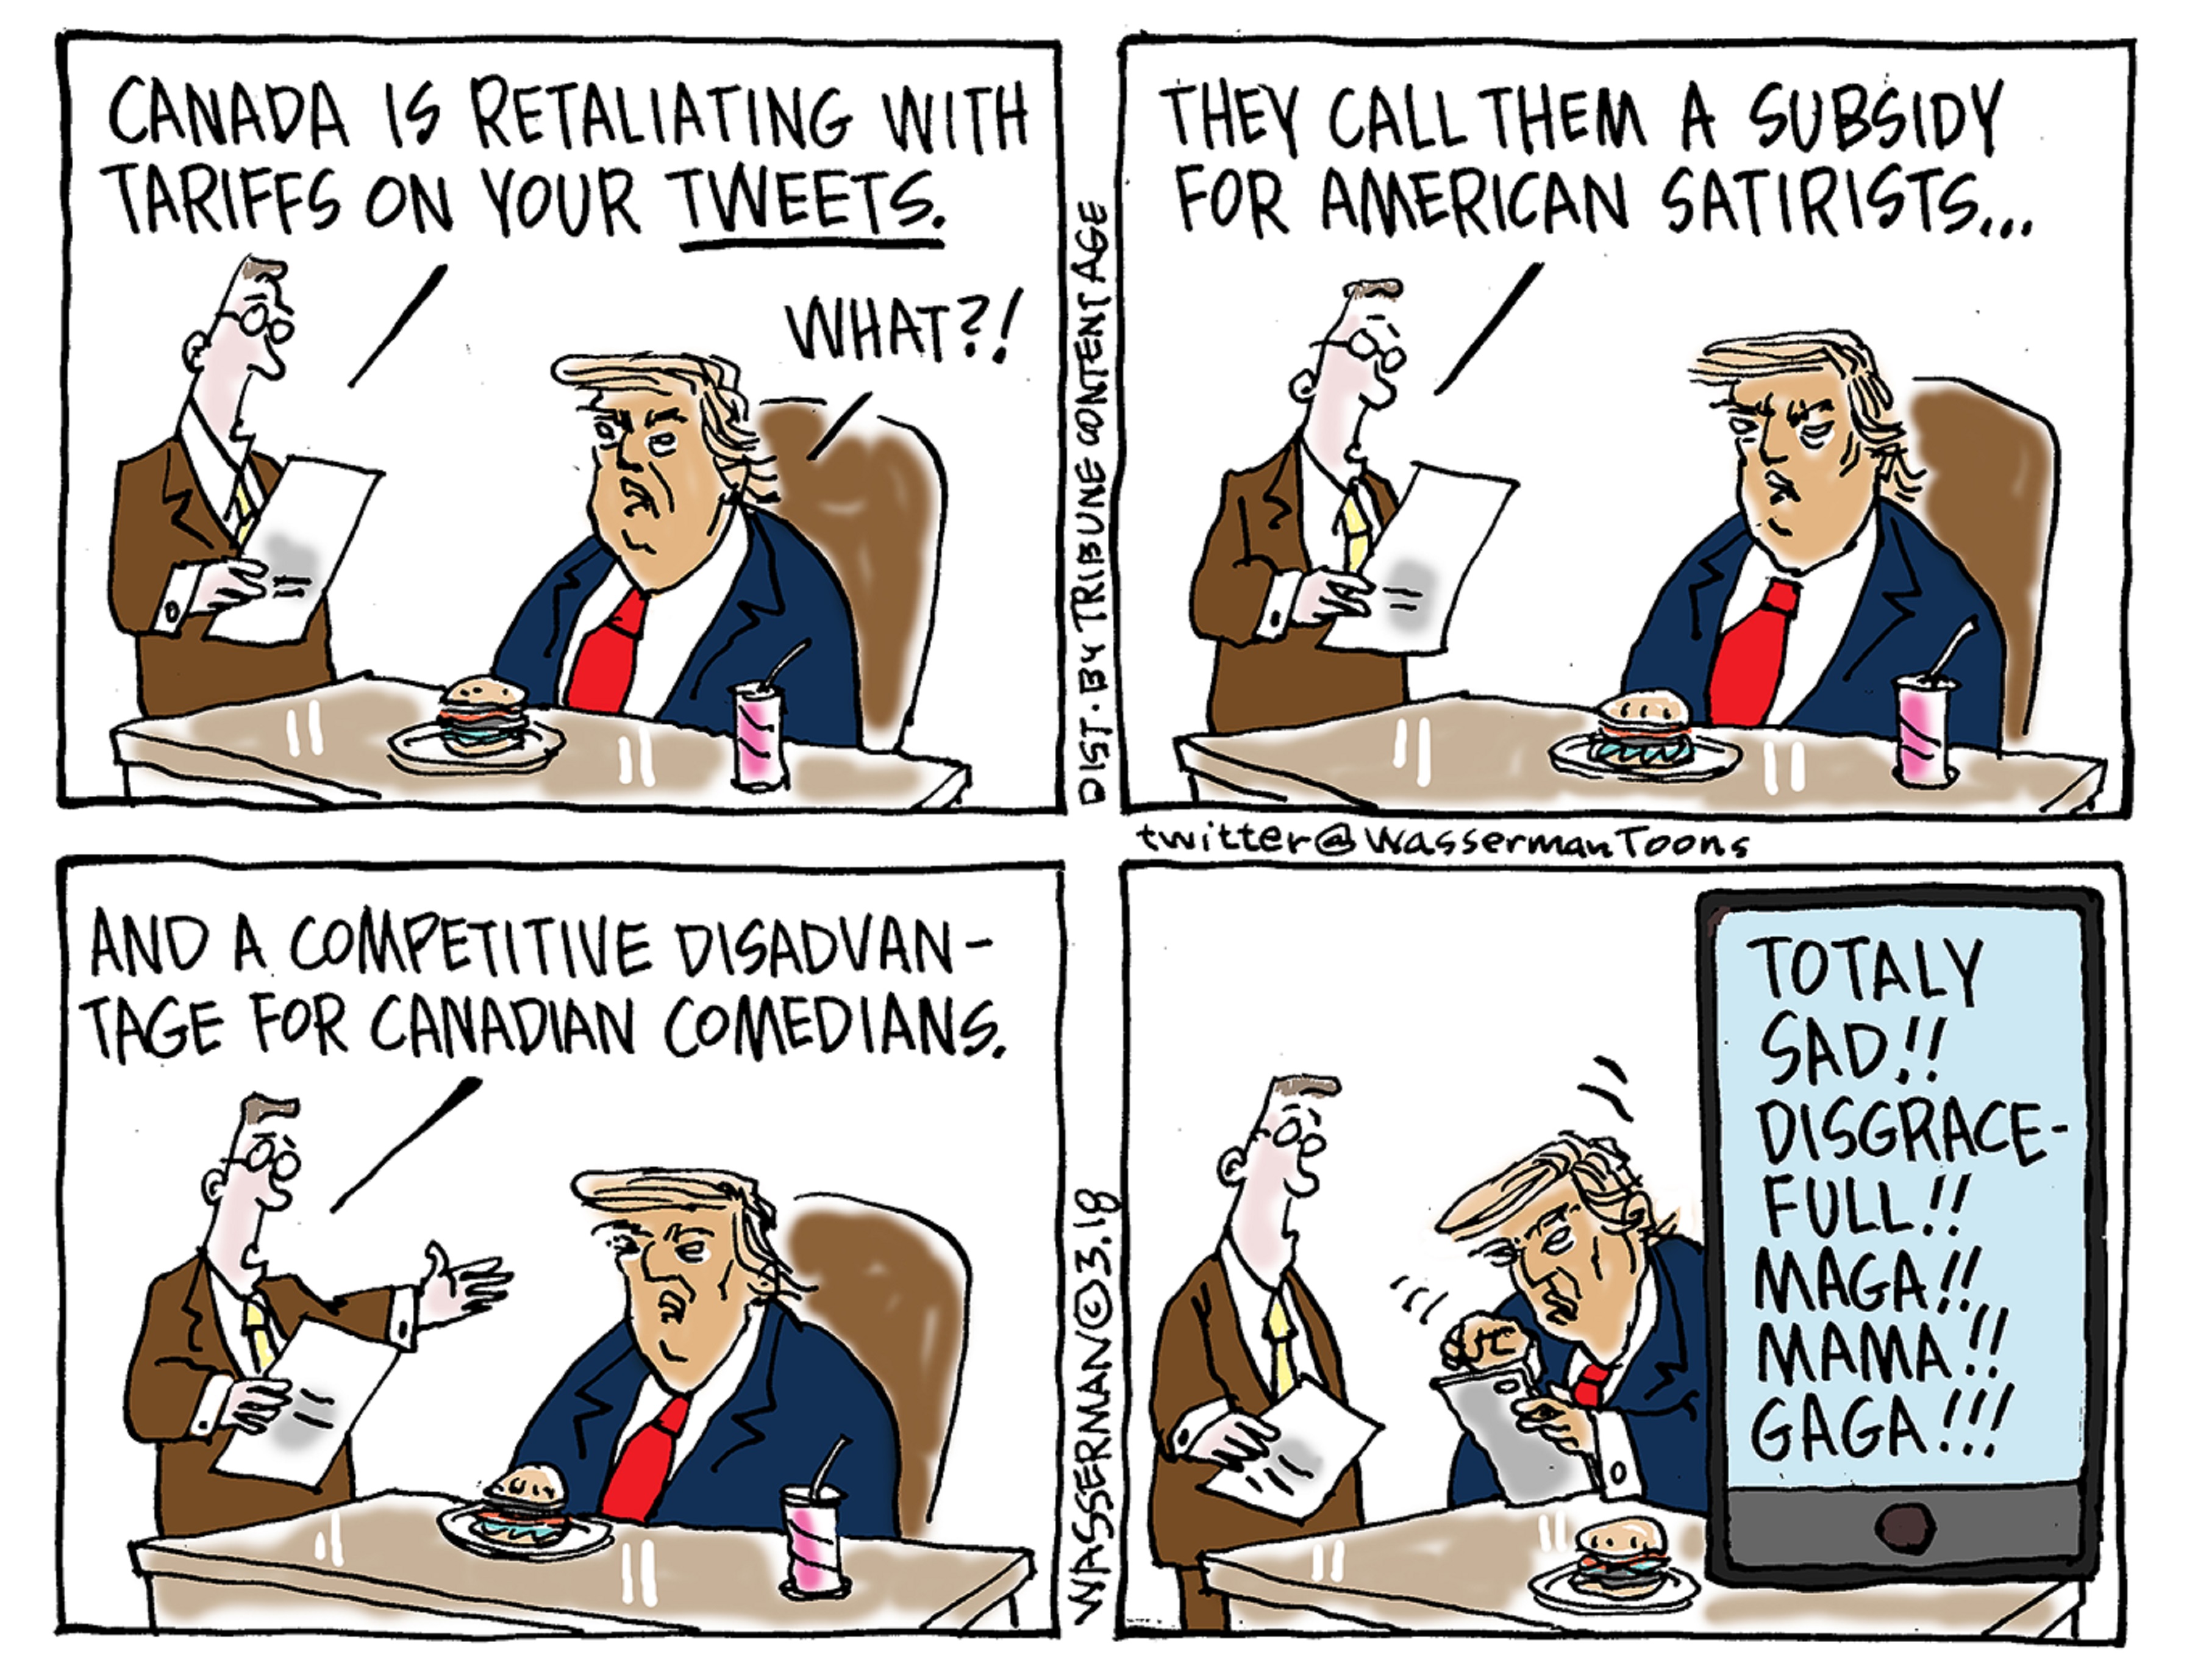 CANADA IS RETALIATING WITH
TARIFFS ON YOUR TWEETS.
WHAT?!
THEY CALL THEM A SUBSIDY
FOR AMERICAN SATIRISTS...
DIST. BY TRIBUNE CONTENT AGE
twitter@WassermanToons
AND A COMPETITIVE DISADVAN-
TAGE FOR CANADIAN COMEDIANS.
WASSERMAN©3.18
TOTALY
SAD!!
DISGRACE-
FULL!!
MAGA!!
MAMA!!
GAGA!!!